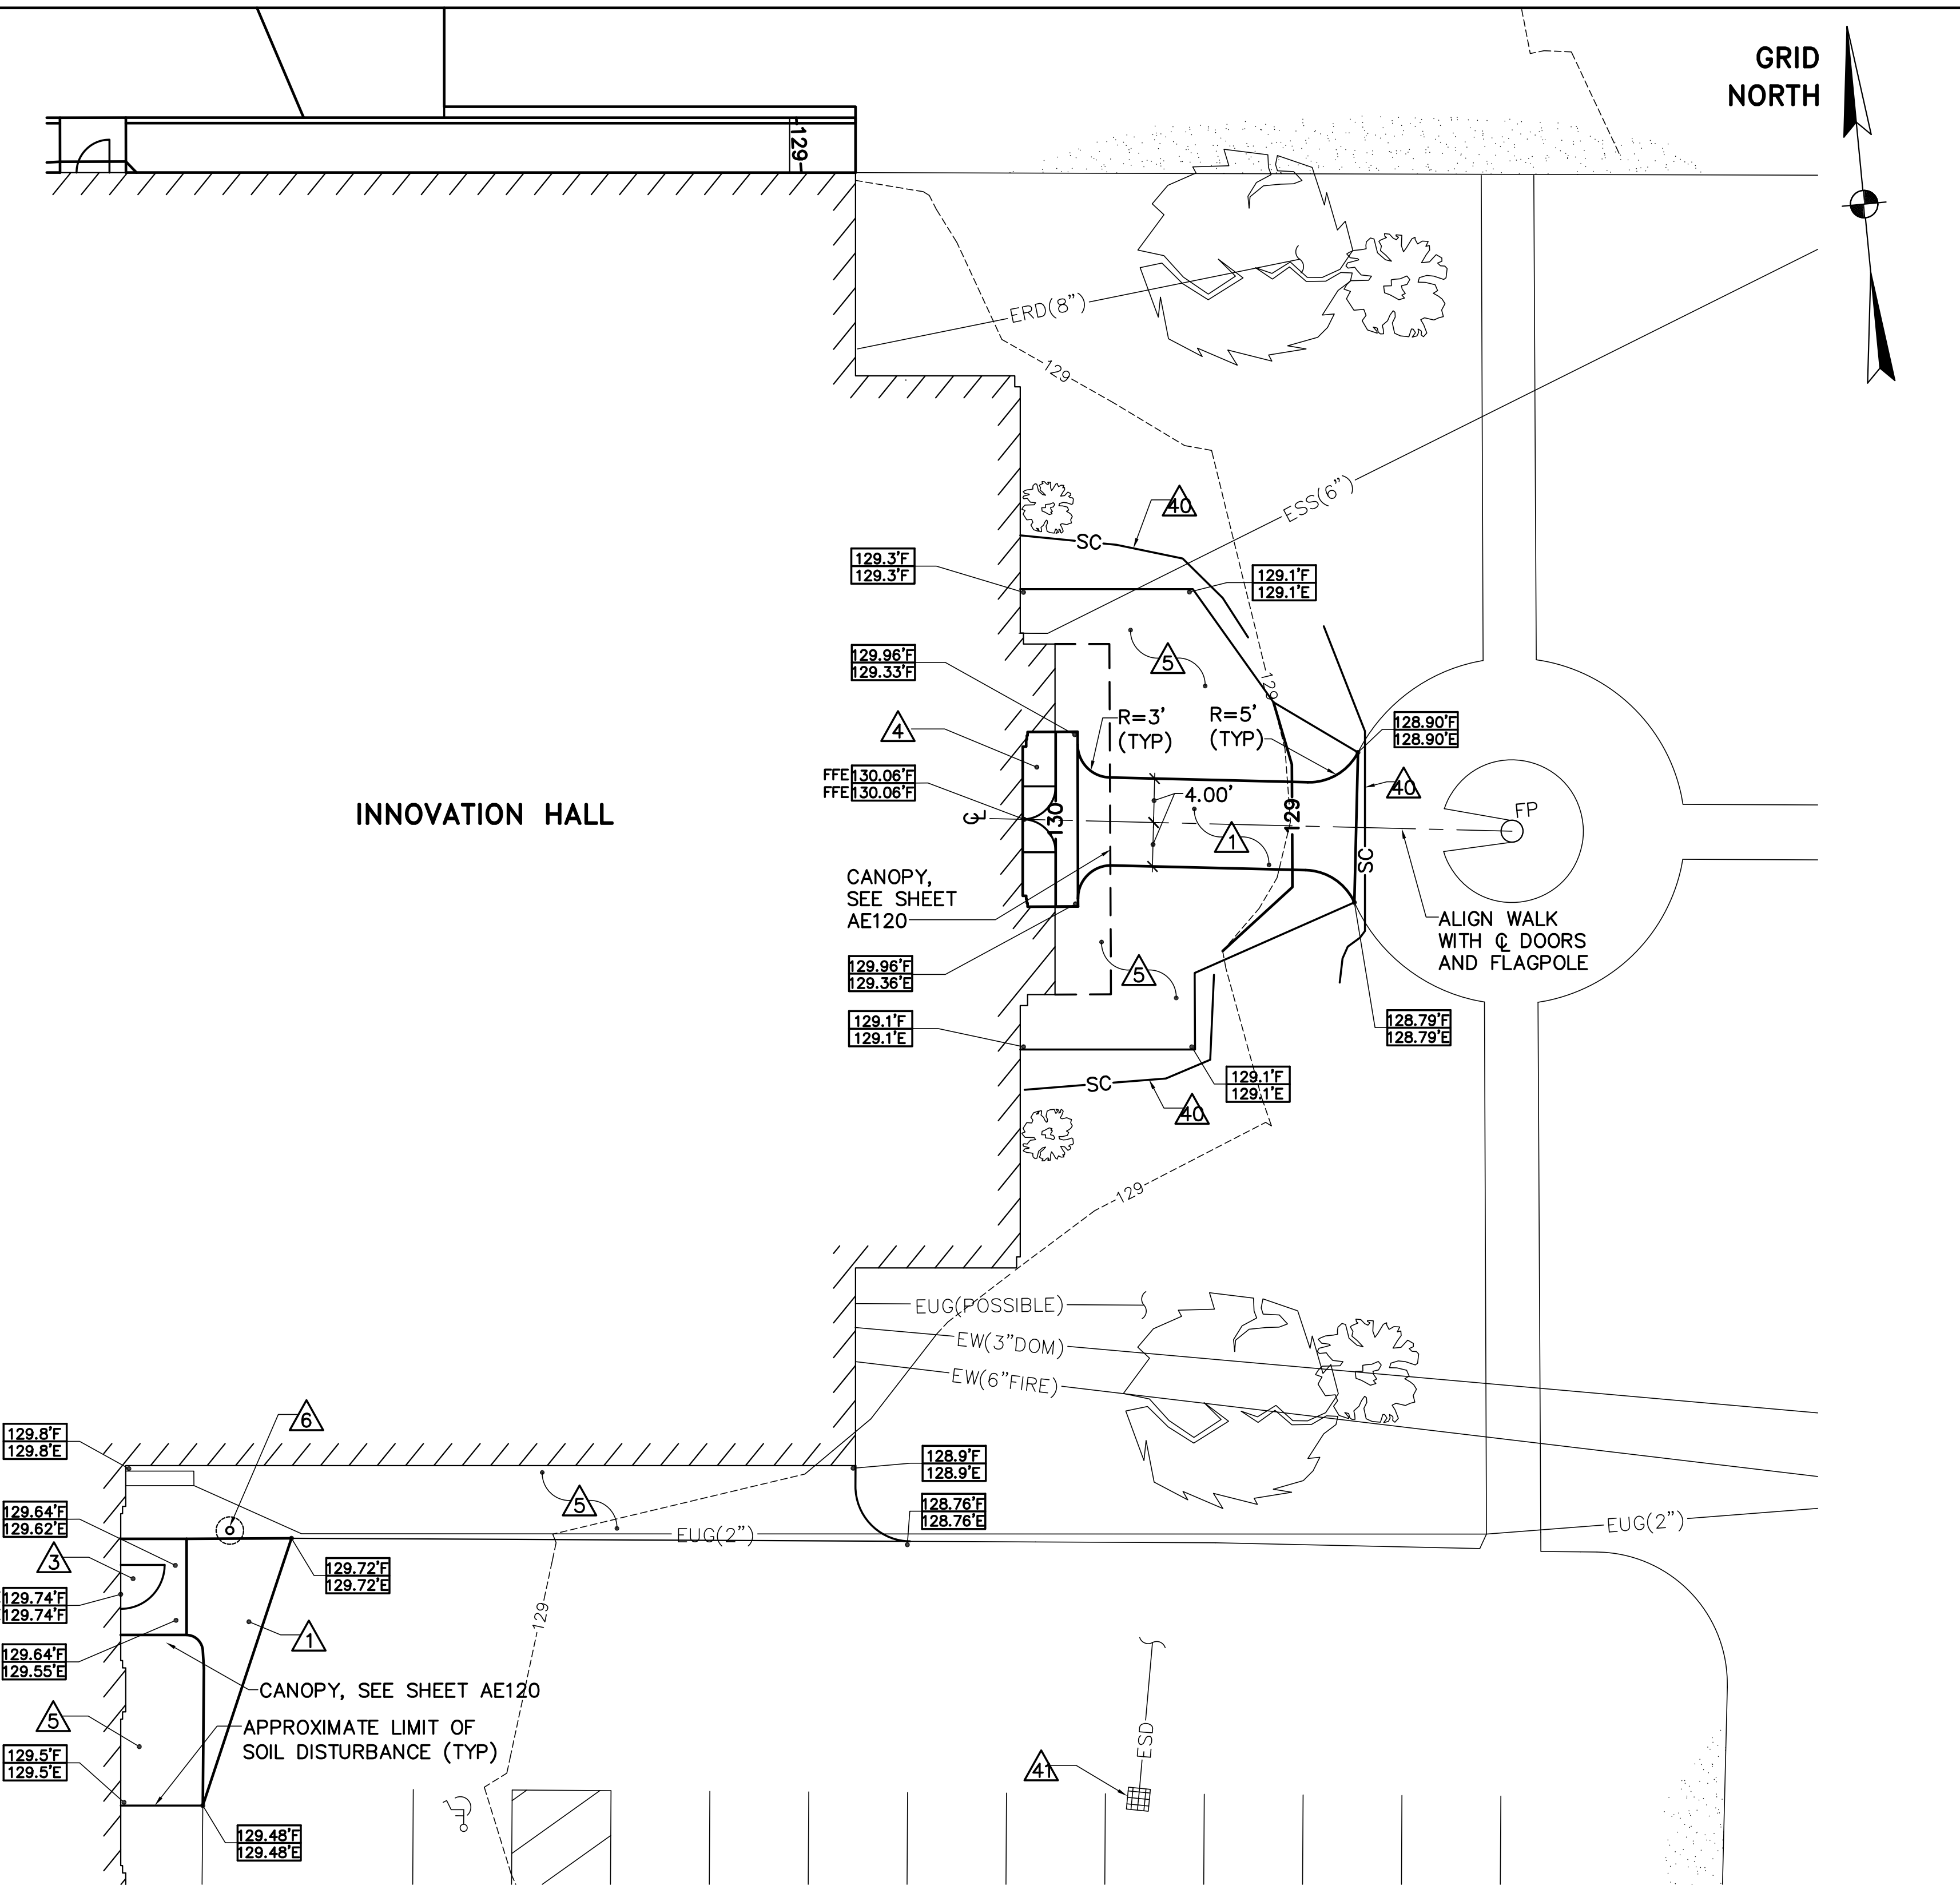 GRID
NORTH
129
ERD(8")
129
ESS(6")
40
SC
129.3'F
129.3'F
129.1'F
129.1'E
5
129.96'F
129.33'F
129
R=3'
(TYP)
R=5'
(TYP)
4
128.90'F
128.90'E
FFE 130.06'F
FFE 130.06'F
40
INNOVATION HALL
CL
130
4.00'
129
1
FP
SC
CANOPY,
SEE SHEET
AE120
ALIGN WALK
WITH CL DOORS
AND FLAGPOLE
129.96'F
129.36'E
5
129.1'F
129.1'E
128.79'F
128.79'E
SC
129.1'F
129.1'E
40
129
EUG(POSSIBLE)
EW(3"DOM)
EW(6"FIRE)
6
129.8'F
129.8'E
128.9'F
128.9'E
5
129.64'F
129.62'E
128.76'F
128.76'E
EUG(2")
EUG(2")
3
129.72'F
129.72'E
129.74'F
129.74'F
129
1
129.64'F
129.55'E
CANOPY, SEE SHEET AE120
5
APPROXIMATE LIMIT OF
SOIL DISTURBANCE (TYP)
ESD
129.5'F
129.5'E
41
129.48'F
129.48'E